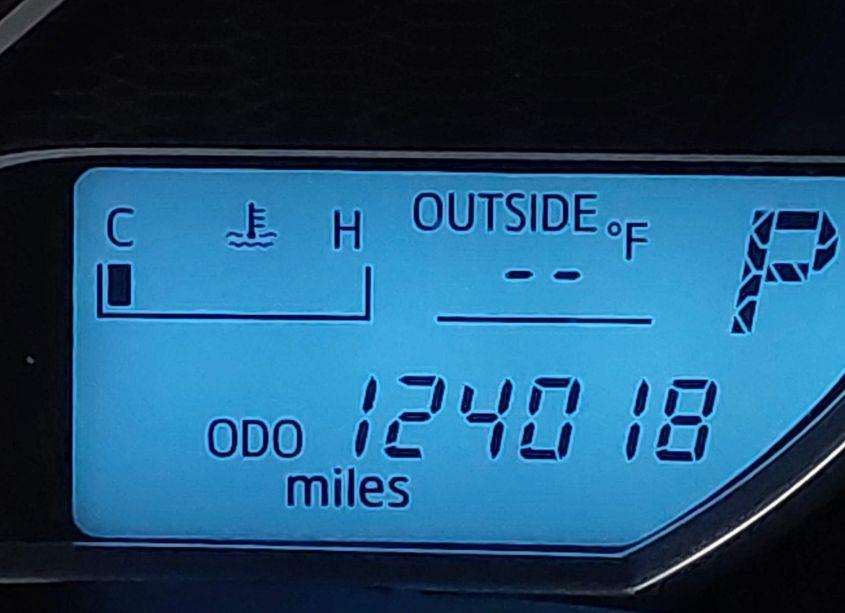 C H OUTSIDE °F P
--
ODO 124018
miles